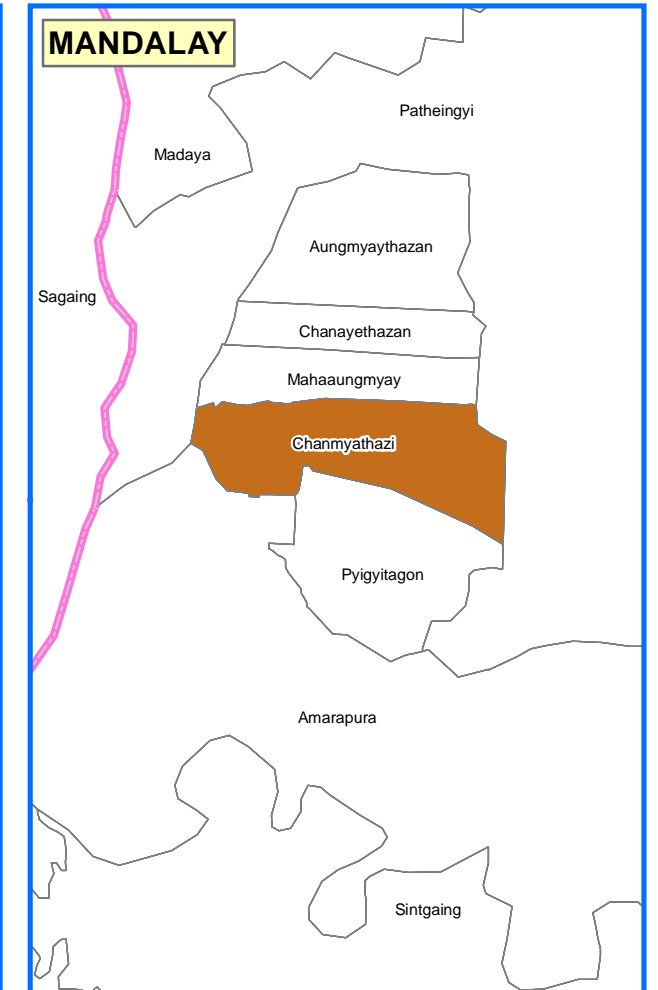 MANDALAY
Patheingyi
Madaya
Aungmyaythazan
Sagaing
Chanayethazan
Mahaaungmyay
Chanmyathazi
Pyigyitagon
Amarapura
Sintgaing